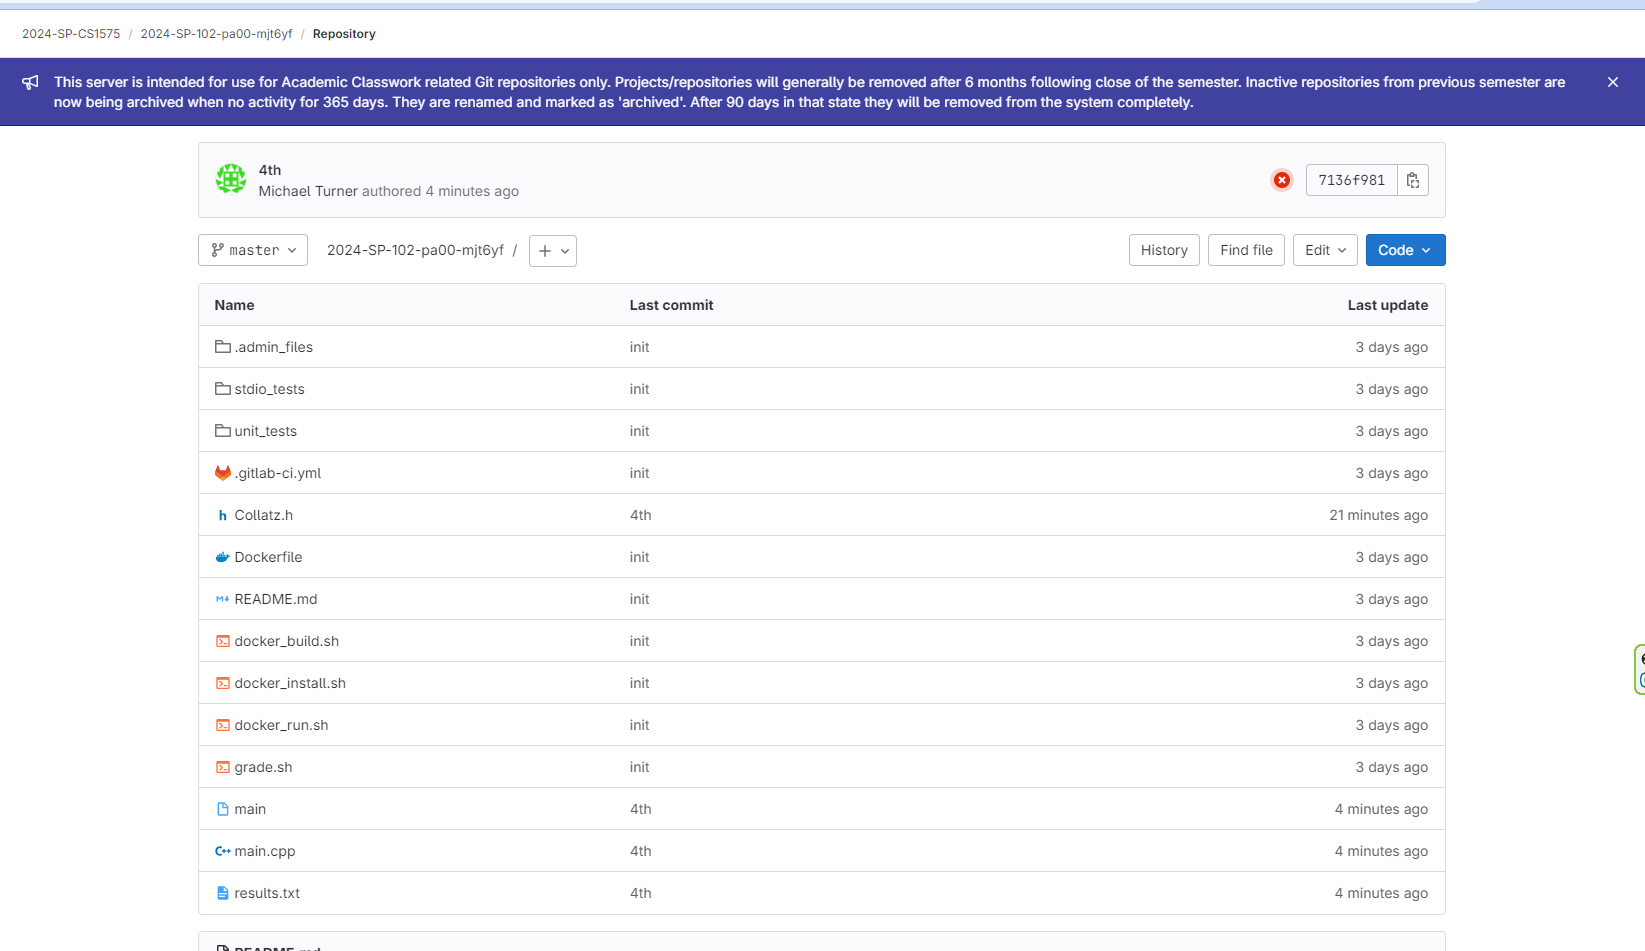 2024-SP-CS1575 / 2024-SP-102-pa00-mjt6yf / Repository
This server is intended for use for Academic Classwork related Git repositories only. Projects/repositories will generally be removed after 6 months following close of the semester. Inactive repositories from previous semester are
now being archived when no activity for 365 days. They are renamed and marked as 'archived'. After 90 days in that state they will be removed from the system completely.
4th
Michael Turner authored 4 minutes ago
7136f981
master 2024-SP-102-pa00-mjt6yf / + History Find file Edit Code
Name Last commit Last update
.admin_files init 3 days ago
stdio_tests init 3 days ago
unit_tests init 3 days ago
.gitlab-ci.yml init 3 days ago
h Collatz.h 4th 21 minutes ago
Dockerfile init 3 days ago
README.md init 3 days ago
docker_build.sh init 3 days ago
docker_install.sh init 3 days ago
docker_run.sh init 3 days ago
grade.sh init 3 days ago
main 4th 4 minutes ago
C++ main.cpp 4th 4 minutes ago
results.txt 4th 4 minutes ago
README.md